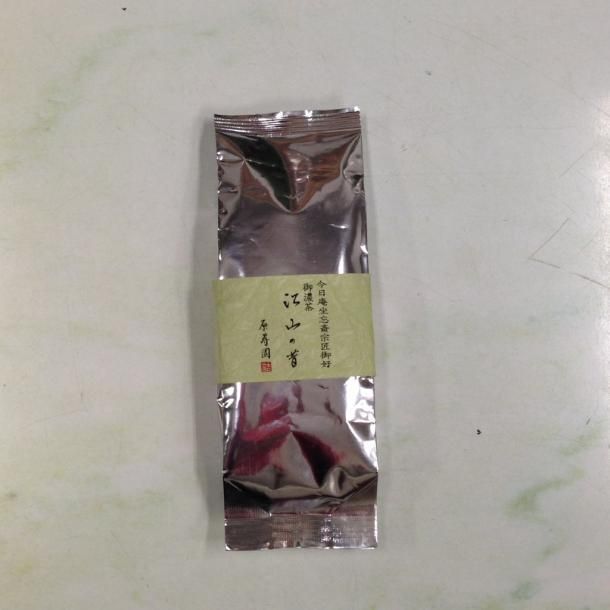 今日庵坐忘斎宗匠御好
御濃茶
江山の昔
原寿園